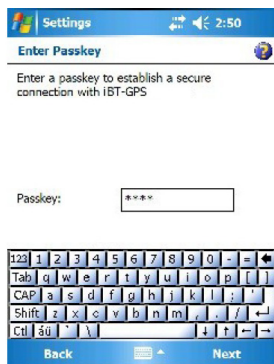 Settings 2:50
Enter Passkey
Enter a passkey to establish a secure
connection with iBT-GPS
Passkey: ****
123 1 2 3 4 5 6 7 8 9 0 - =
Tab q w e r t y u i o p [ ]
CAP a s d f g h j k l ; '
Shift z x c v b n m , . /
Ctl áü ` \
Back Next